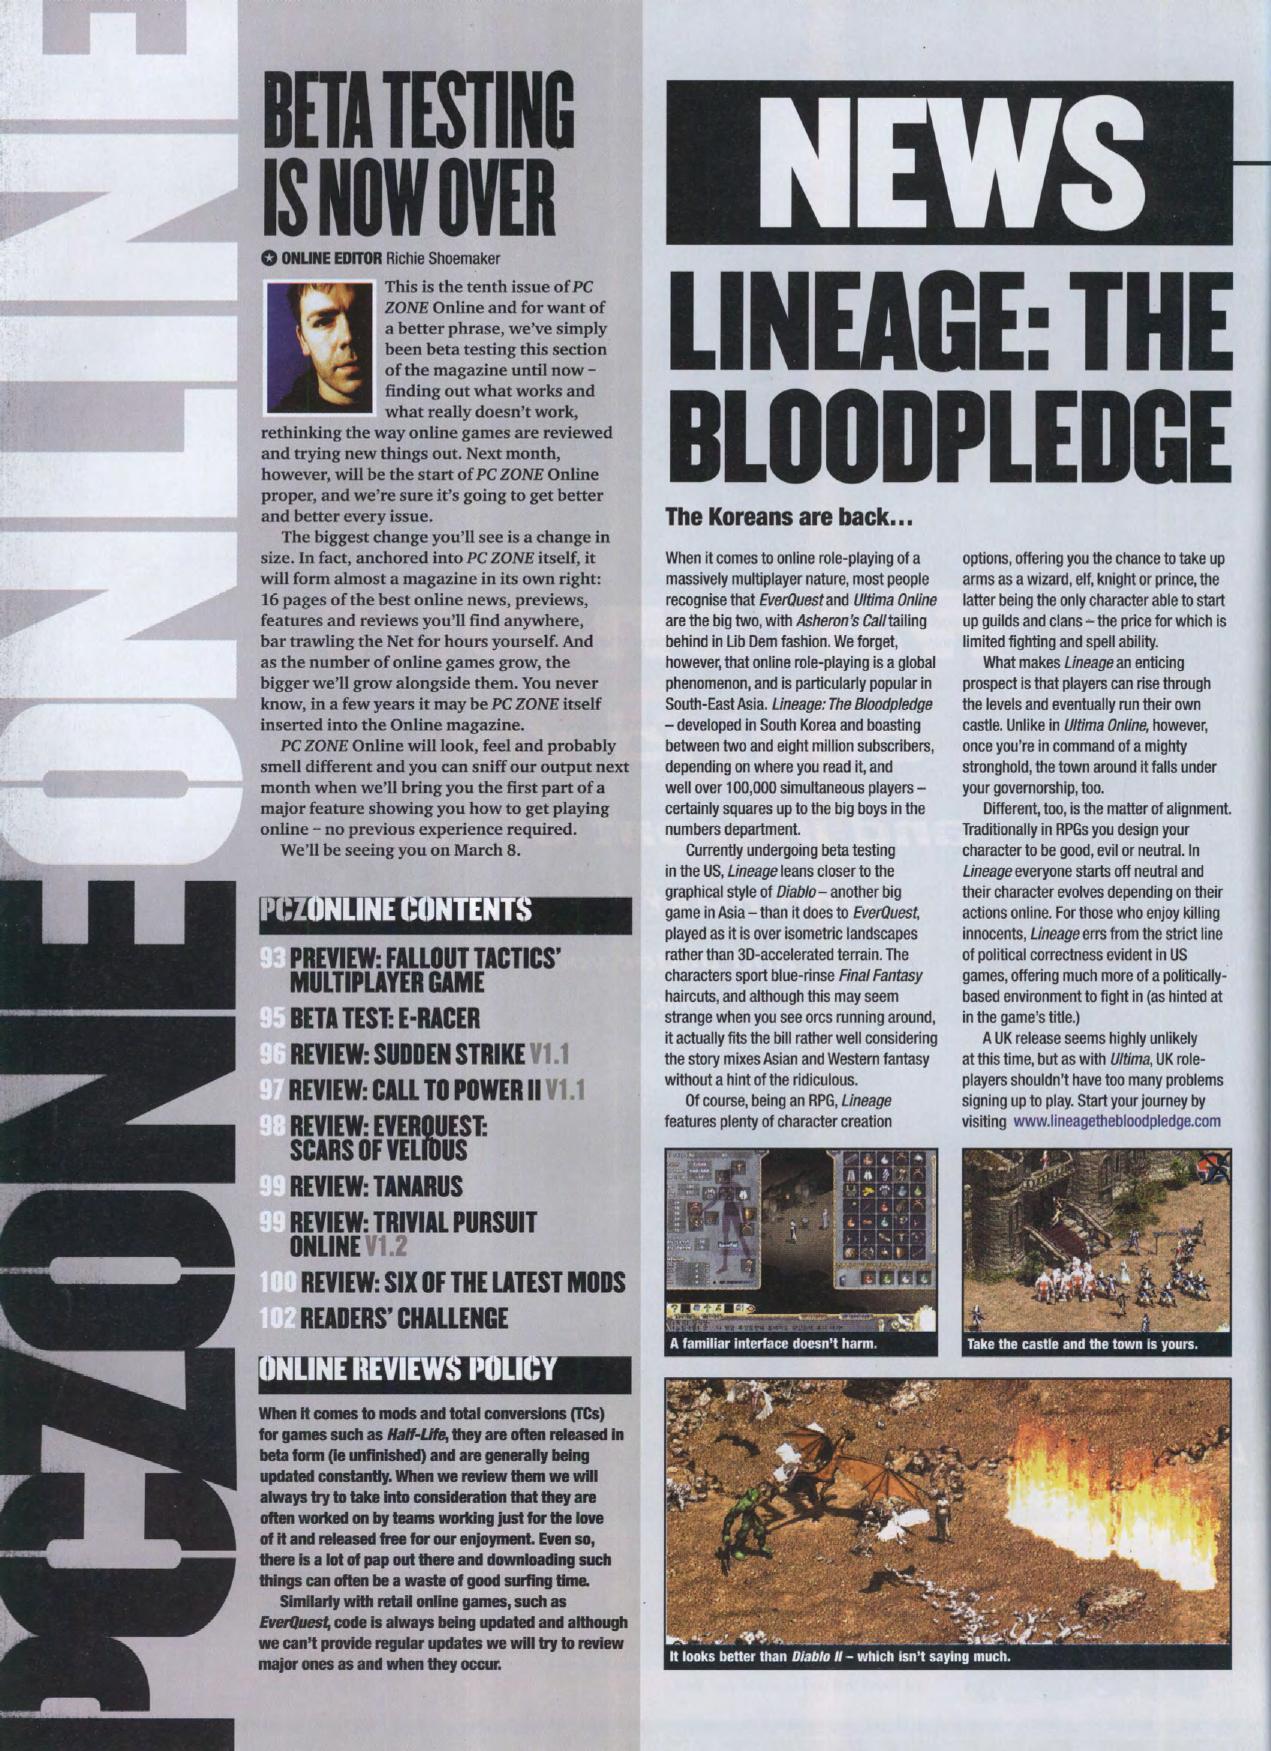 PCZONE ONLINE
BETA TESTING
IS NOW OVER
ONLINE EDITOR Richie Shoemaker
This is the tenth issue of PC
ZONE Online and for want of
a better phrase, we've simply
been beta testing this section
of the magazine until now –
finding out what works and
what really doesn't work,
rethinking the way online games are reviewed
and trying new things out. Next month,
however, will be the start of PC ZONE Online
proper, and we're sure it's going to get better
and better every issue.
The biggest change you'll see is a change in
size. In fact, anchored into PC ZONE itself, it
will form almost a magazine in its own right:
16 pages of the best online news, previews,
features and reviews you'll find anywhere,
bar trawling the Net for hours yourself. And
as the number of online games grow, the
bigger we'll grow alongside them. You never
know, in a few years it may be PC ZONE itself
inserted into the Online magazine.
PC ZONE Online will look, feel and probably
smell different and you can sniff our output next
month when we'll bring you the first part of a
major feature showing you how to get playing
online – no previous experience required.
We'll be seeing you on March 8.
PCZONLINE CONTENTS
93 PREVIEW: FALLOUT TACTICS'
MULTIPLAYER GAME
95 BETA TEST: E-RACER
96 REVIEW: SUDDEN STRIKE V1.1
97 REVIEW: CALL TO POWER II V1.1
98 REVIEW: EVERQUEST:
SCARS OF VELIOUS
99 REVIEW: TANARUS
99 REVIEW: TRIVIAL PURSUIT
ONLINE V1.2
100 REVIEW: SIX OF THE LATEST MODS
102 READERS' CHALLENGE
ONLINE REVIEWS POLICY
When it comes to mods and total conversions (TCs)
for games such as Half-Life, they are often released in
beta form (ie unfinished) and are generally being
updated constantly. When we review them we will
always try to take into consideration that they are
often worked on by teams working just for the love
of it and released free for our enjoyment. Even so,
there is a lot of pap out there and downloading such
things can often be a waste of good surfing time.
Similarly with retail online games, such as
EverQuest, code is always being updated and although
we can't provide regular updates we will try to review
major ones as and when they occur.
NEWS
LINEAGE: THE
BLOODPLEDGE
The Koreans are back...
When it comes to online role-playing of a
massively multiplayer nature, most people
recognise that EverQuest and Ultima Online
are the big two, with Asheron's Call tailing
behind in Lib Dem fashion. We forget,
however, that online role-playing is a global
phenomenon, and is particularly popular in
South-East Asia. Lineage: The Bloodpledge
– developed in South Korea and boasting
between two and eight million subscribers,
depending on where you read it, and
well over 100,000 simultaneous players –
certainly squares up to the big boys in the
numbers department.
Currently undergoing beta testing
in the US, Lineage leans closer to the
graphical style of Diablo – another big
game in Asia – than it does to EverQuest,
played as it is over isometric landscapes
rather than 3D-accelerated terrain. The
characters sport blue-rinse Final Fantasy
haircuts, and although this may seem
strange when you see orcs running around,
it actually fits the bill rather well considering
the story mixes Asian and Western fantasy
without a hint of the ridiculous.
Of course, being an RPG, Lineage
features plenty of character creation
options, offering you the chance to take up
arms as a wizard, elf, knight or prince, the
latter being the only character able to start
up guilds and clans – the price for which is
limited fighting and spell ability.
What makes Lineage an enticing
prospect is that players can rise through
the levels and eventually run their own
castle. Unlike in Ultima Online, however,
once you're in command of a mighty
stronghold, the town around it falls under
your governorship, too.
Different, too, is the matter of alignment.
Traditionally in RPGs you design your
character to be good, evil or neutral. In
Lineage everyone starts off neutral and
their character evolves depending on their
actions online. For those who enjoy killing
innocents, Lineage errs from the strict line
of political correctness evident in US
games, offering much more of a politically-
based environment to fight in (as hinted at
in the game's title.)
A UK release seems highly unlikely
at this time, but as with Ultima, UK role-
players shouldn't have too many problems
signing up to play. Start your journey by
visiting www.lineagethebloodpledge.com
A familiar interface doesn't harm.
Take the castle and the town is yours.
It looks better than Diablo II – which isn't saying much.